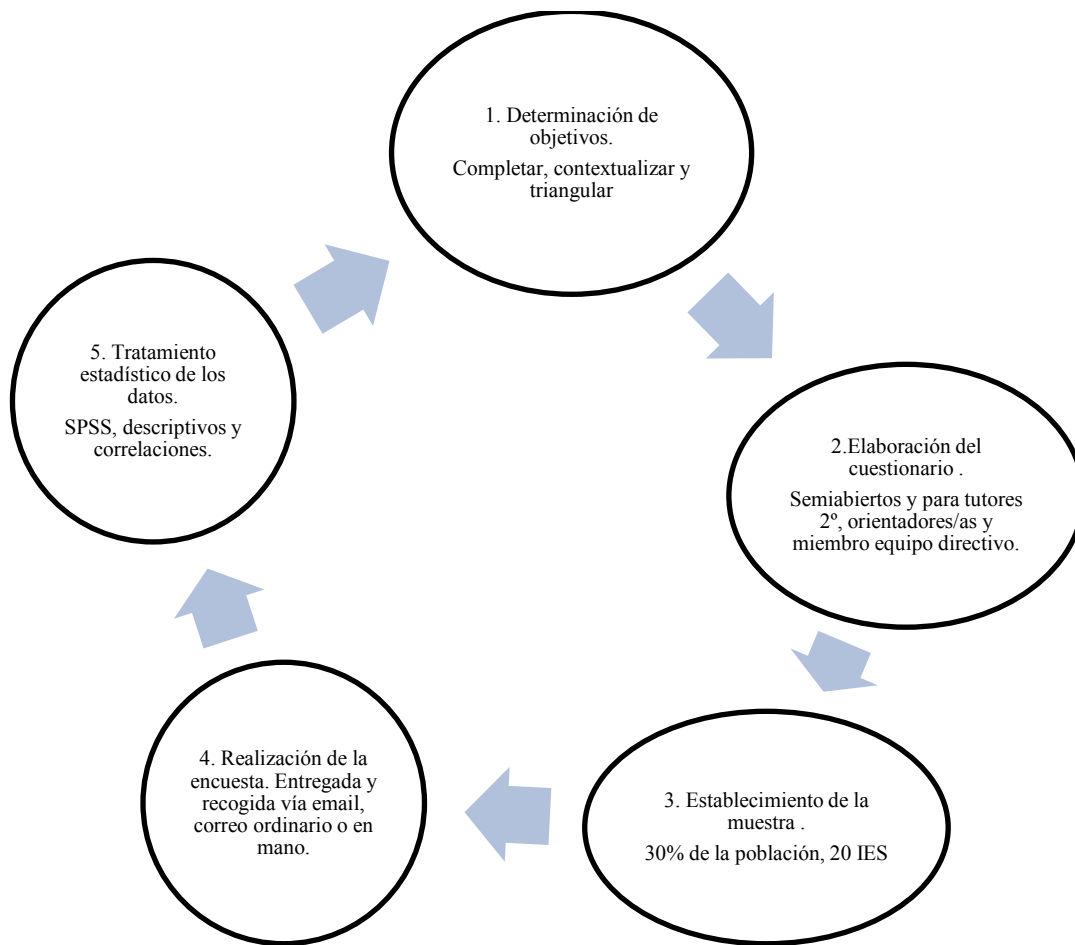 1. Determinación de
objetivos.
Completar, contextualizar y
triangular
2.Elaboración del
cuestionario .
Semiabiertos y para tutores
2º, orientadores/as y
miembro equipo directivo.
3. Establecimiento de la
muestra .
30% de la población, 20 IES
4. Realización de la
encuesta. Entregada y
recogida vía email,
correo ordinario o en
mano.
5. Tratamiento
estadístico de los
datos.
SPSS, descriptivos y
correlaciones.